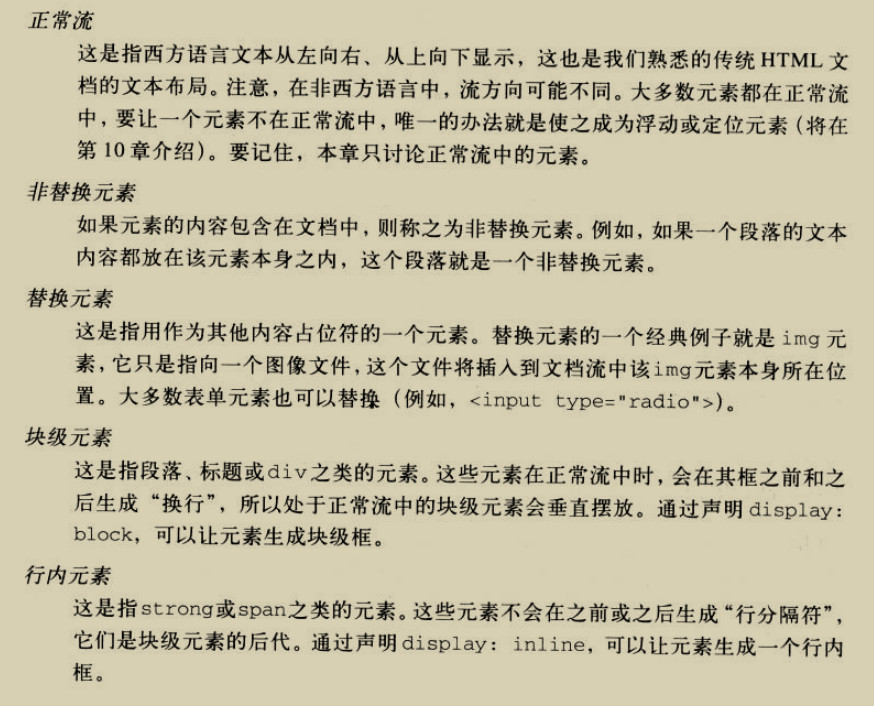 正常流
这是指西方语言文本从左向右、从上向下显示，这也是我们熟悉的传统 HTML 文
档的文本布局。注意，在非西方语言中，流方向可能不同。大多数元素都在正常流
中，要让一个元素不在正常流中，唯一的办法就是使之成为浮动或定位元素（将在
第 10 章介绍）。要记住，本章只讨论正常流中的元素。
非替换元素
如果元素的内容包含在文档中，则称之为非替换元素。例如，如果一个段落的文本
内容都放在该元素本身之内，这个段落就是一个非替换元素。
替换元素
这是指用作为其他内容占位符的一个元素。替换元素的一个经典例子就是 img 元
素，它只是指向一个图像文件，这个文件将插入到文档流中该img元素本身所在位
置。大多数表单元素也可以替换（例如，<input type="radio">）。
块级元素
这是指段落、标题或div之类的元素。这些元素在正常流中时，会在其框之前和之
后生成“换行”，所以处于正常流中的块级元素会垂直摆放。通过声明 display:
block，可以让元素生成块级框。
行内元素
这是指strong或span之类的元素。这些元素不会在之前或之后生成“行分隔符”，
它们是块级元素的后代。通过声明display: inline，可以让元素生成一个行内
框。